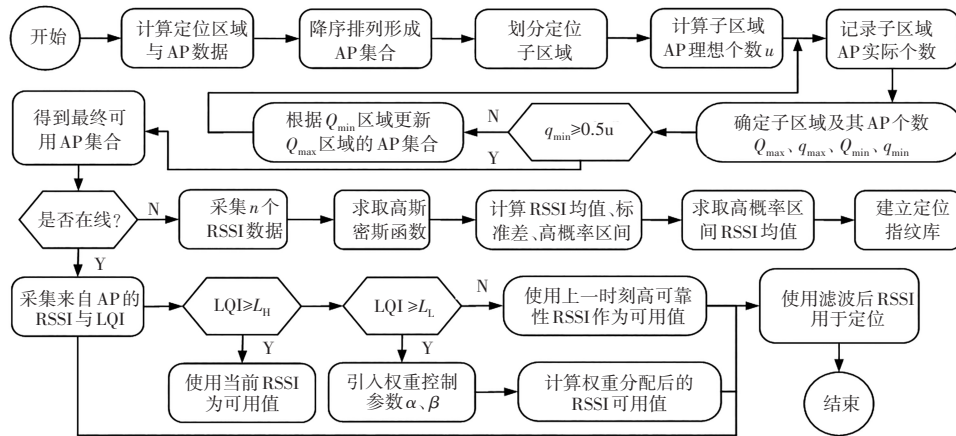 开始
计算定位区域
与AP数据
降序排列形成
AP集合
划分定位
子区域
计算子区域
AP理想个数u
记录子区域
AP实际个数
得到最终可
用AP集合
根据Qmin区域更新
Qmax区域的AP集合
N
qmin≥0.5u
Y
确定子区域及其AP个数
Qmax、qmax、Qmin、qmin
是否在线?
N
采集n个
RSSI数据
求取高斯
密斯函数
计算RSSI均值、标
准差、高概率区间
求取高概率区
间RSSI均值
建立定位
指纹库
Y
采集来自AP的
RSSI与LQI
LQI≥LH
LQI ≥LL
N
使用上一时刻高可靠
性RSSI作为可用值
使用滤波后RSSI
用于定位
Y
Y
使用当前RSSI
为可用值
引入权重控制
参数α、β
计算权重分配后的
RSSI可用值
结束